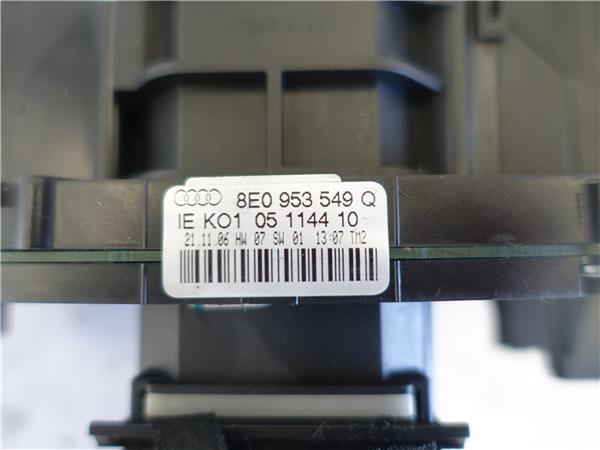 8E0 953 549 Q
IE KO1 05 1144 10
21.11.06 HW 07 SW 01 13:07 TM2